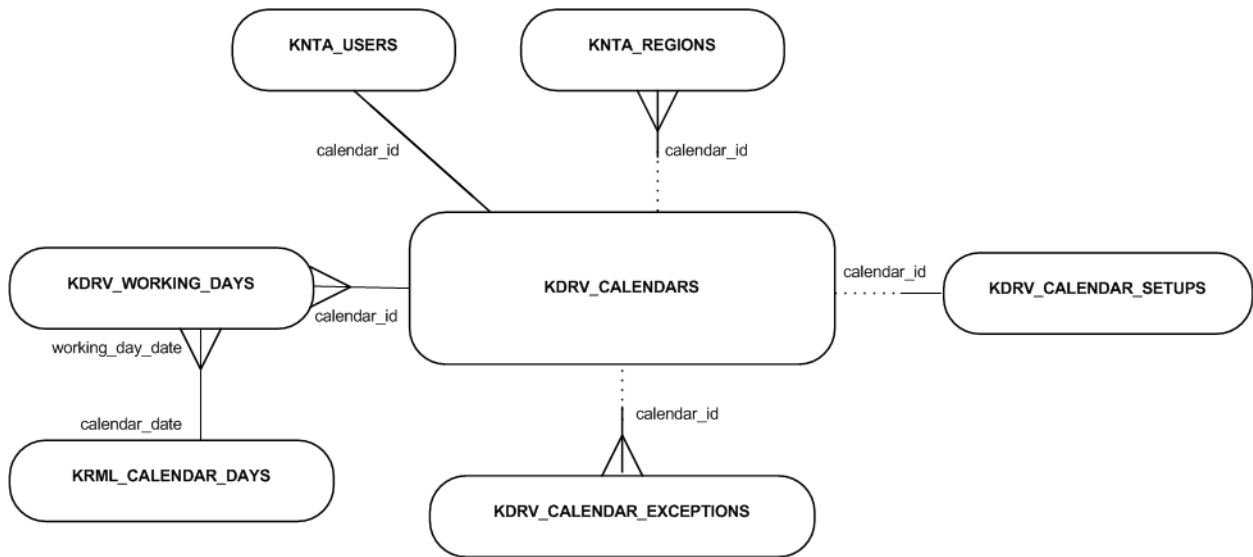 KNTA_USERS
KNTA_REGIONS
calendar_id
calendar_id
KDRV_WORKING_DAYS
KDRV_CALENDARS
calendar_id
KDRV_CALENDAR_SETUPS
calendar_id
working_day_date
calendar_date
calendar_id
KRML_CALENDAR_DAYS
KDRV_CALENDAR_EXCEPTIONS